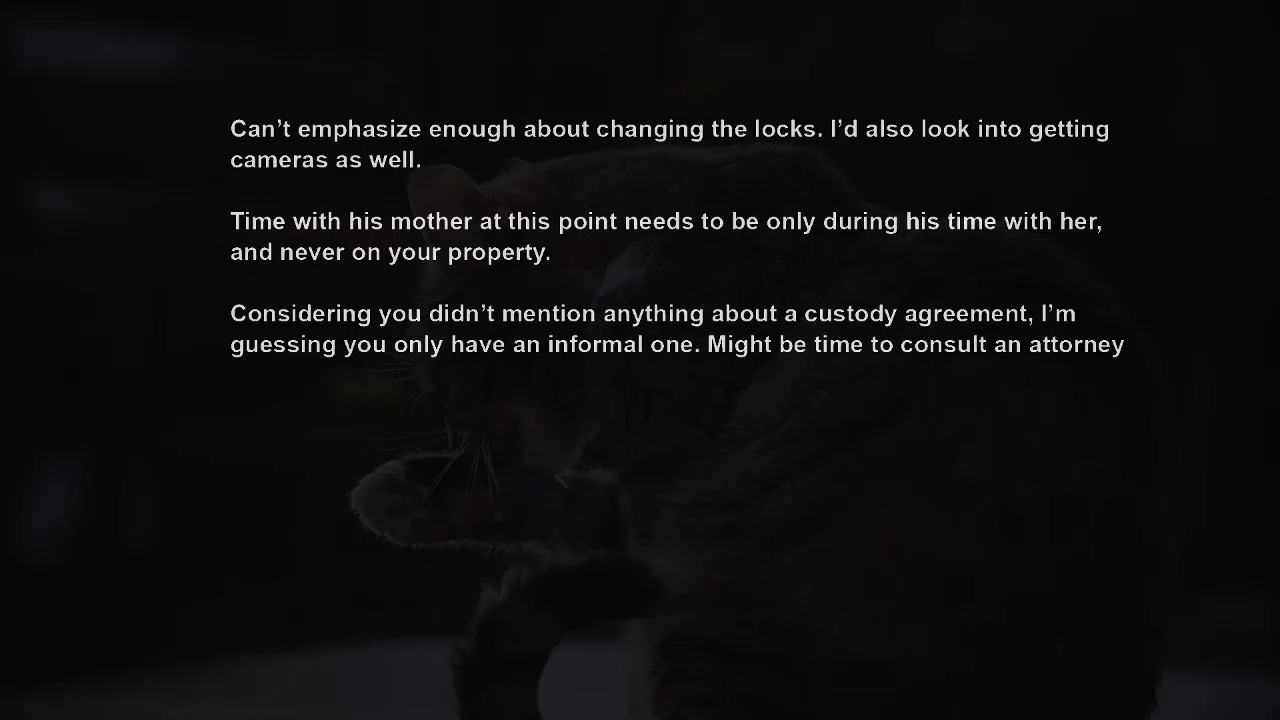 Can’t emphasize enough about changing the locks. I’d also look into getting
cameras as well.
Time with his mother at this point needs to be only during his time with her,
and never on your property.
Considering you didn’t mention anything about a custody agreement, I’m
guessing you only have an informal one. Might be time to consult an attorney